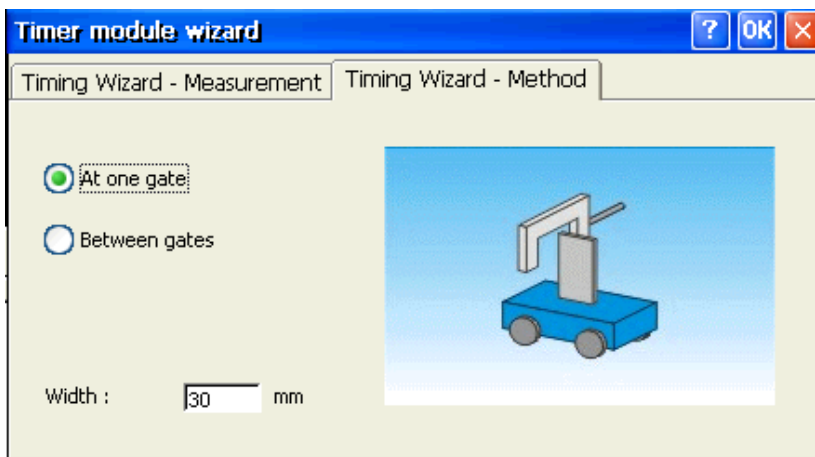 Timer module wizard ? OK ×
Timing Wizard - Measurement Timing Wizard - Method
At one gate
Between gates
Width : 30 mm